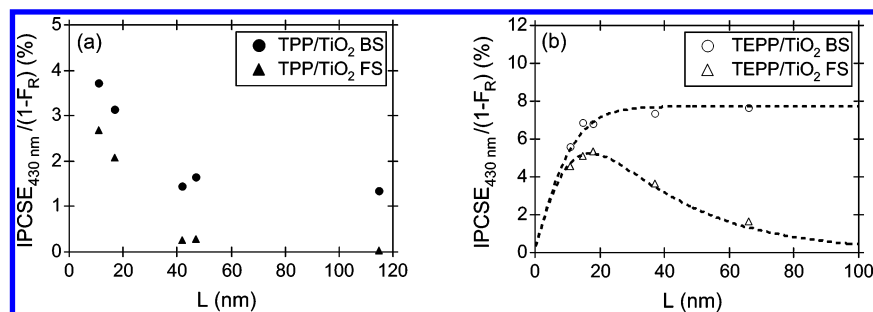 (a)
TPP/TiO2 BS
TPP/TiO2 FS
IPCSE430 nm/(1-FR) (%)
5
4
3
2
1
0
0 20 40 60 80 100 120
L (nm)
(b)
TEPP/TiO2 BS
TEPP/TiO2 FS
IPCSE430 nm/(1-FR) (%)
12
10
8
6
4
2
0
0 20 40 60 80 100
L (nm)